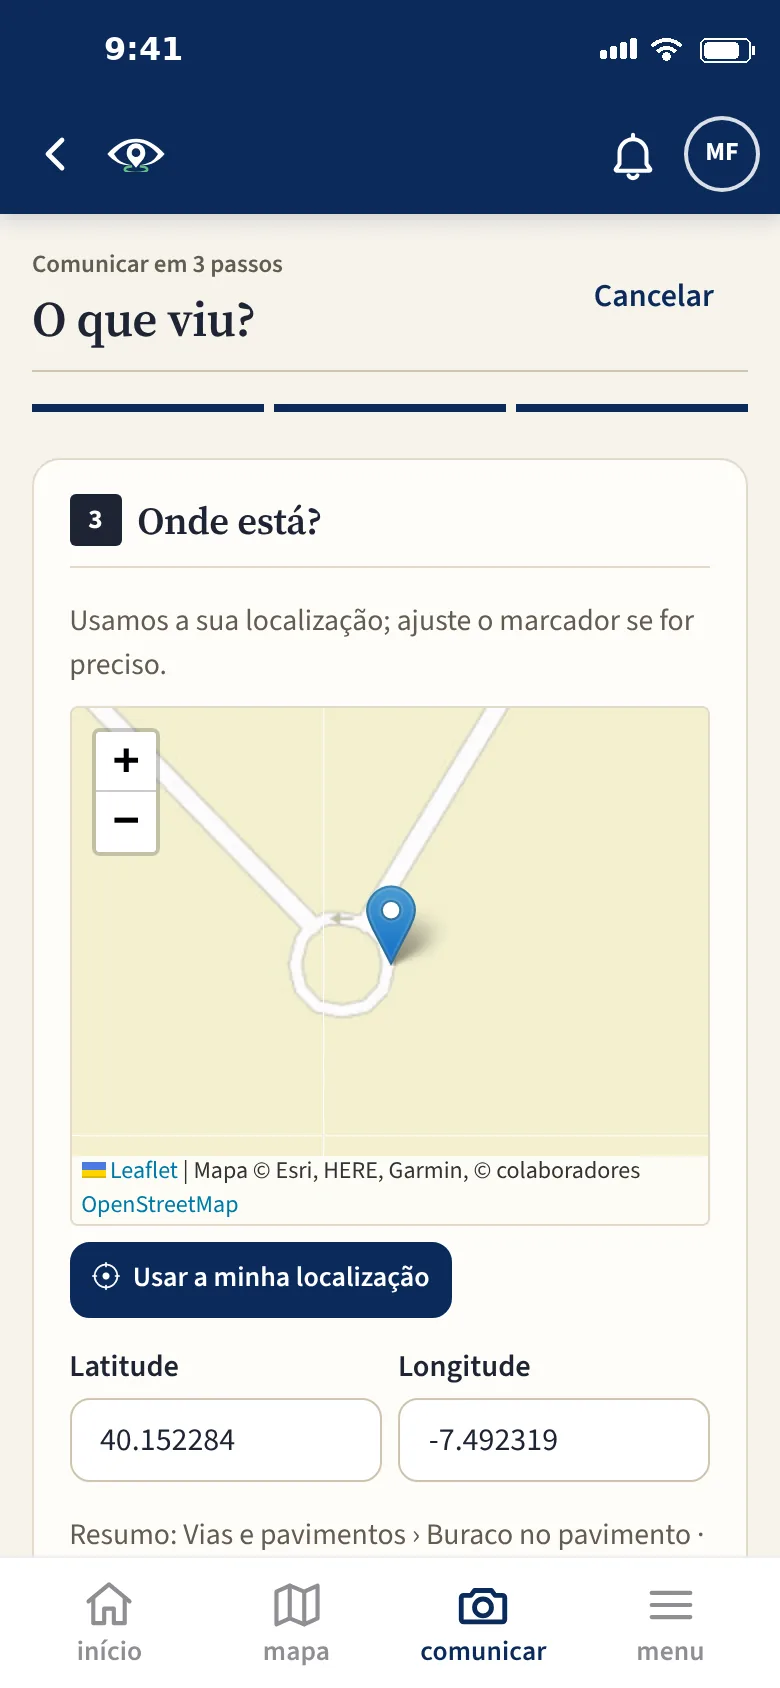 9:41
MF
Comunicar em 3 passos
O que viu?
Cancelar
3 Onde está?
Usamos a sua localização; ajuste o marcador se for
preciso.
+
−
Leaflet | Mapa © Esri, HERE, Garmin, © colaboradores
OpenStreetMap
Usar a minha localização
Latitude Longitude
40.152284 -7.492319
Resumo: Vias e pavimentos › Buraco no pavimento ·
início mapa comunicar menu